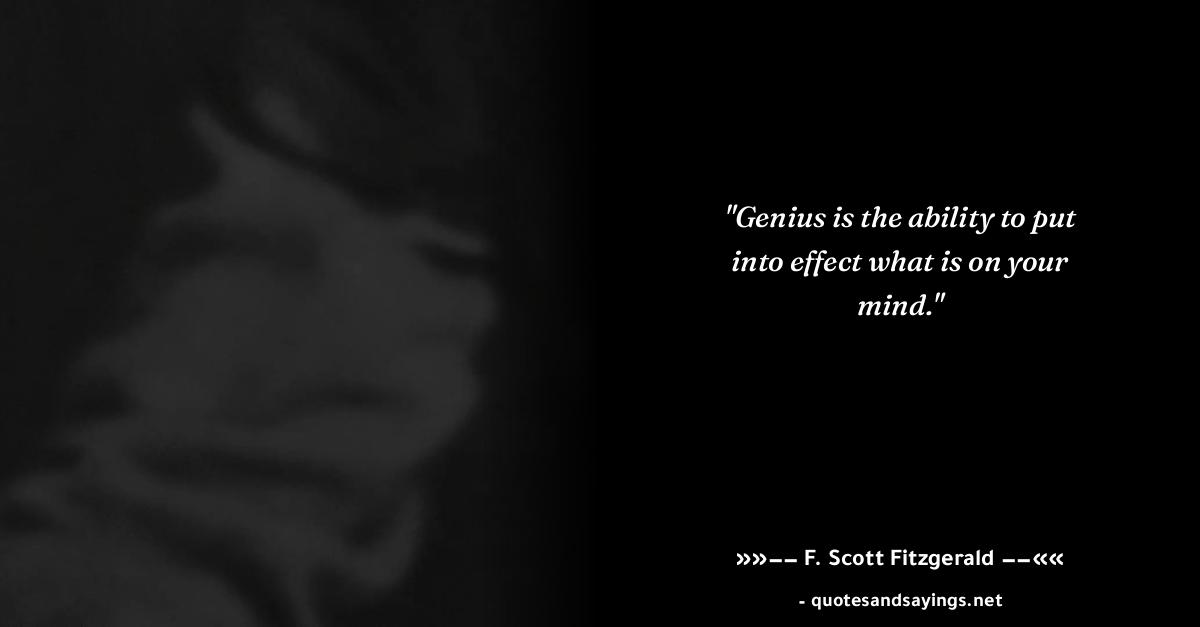 "Genius is the ability to put
into effect what is on your
mind."
»»−− F. Scott Fitzgerald −−««
- quotesandsayings.net